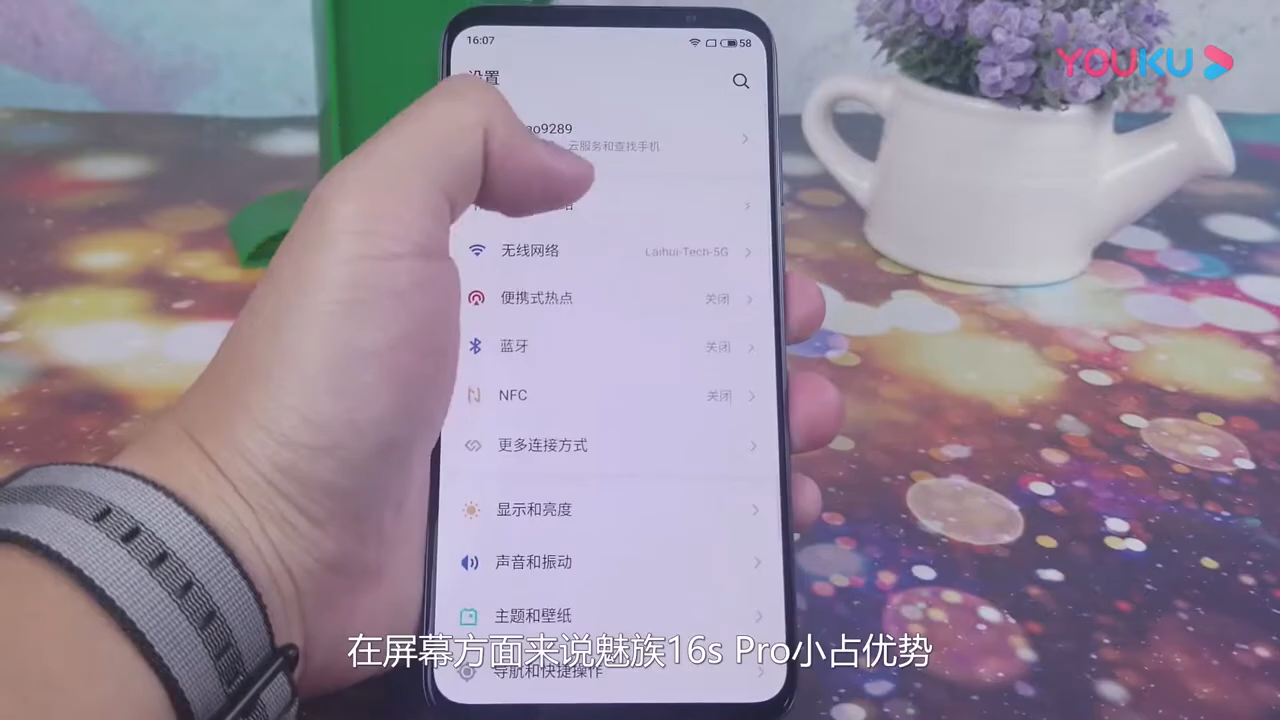 16:07
58
YOUKU
设置
ao9289
云服务和查找手机
无线网络
Laihui-Tech-5G
便携式热点
关闭
蓝牙
关闭
NFC
关闭
更多连接方式
显示和亮度
声音和振动
主题和壁纸
在屏幕方面来说魅族16s Pro小占优势
导航和快捷操作